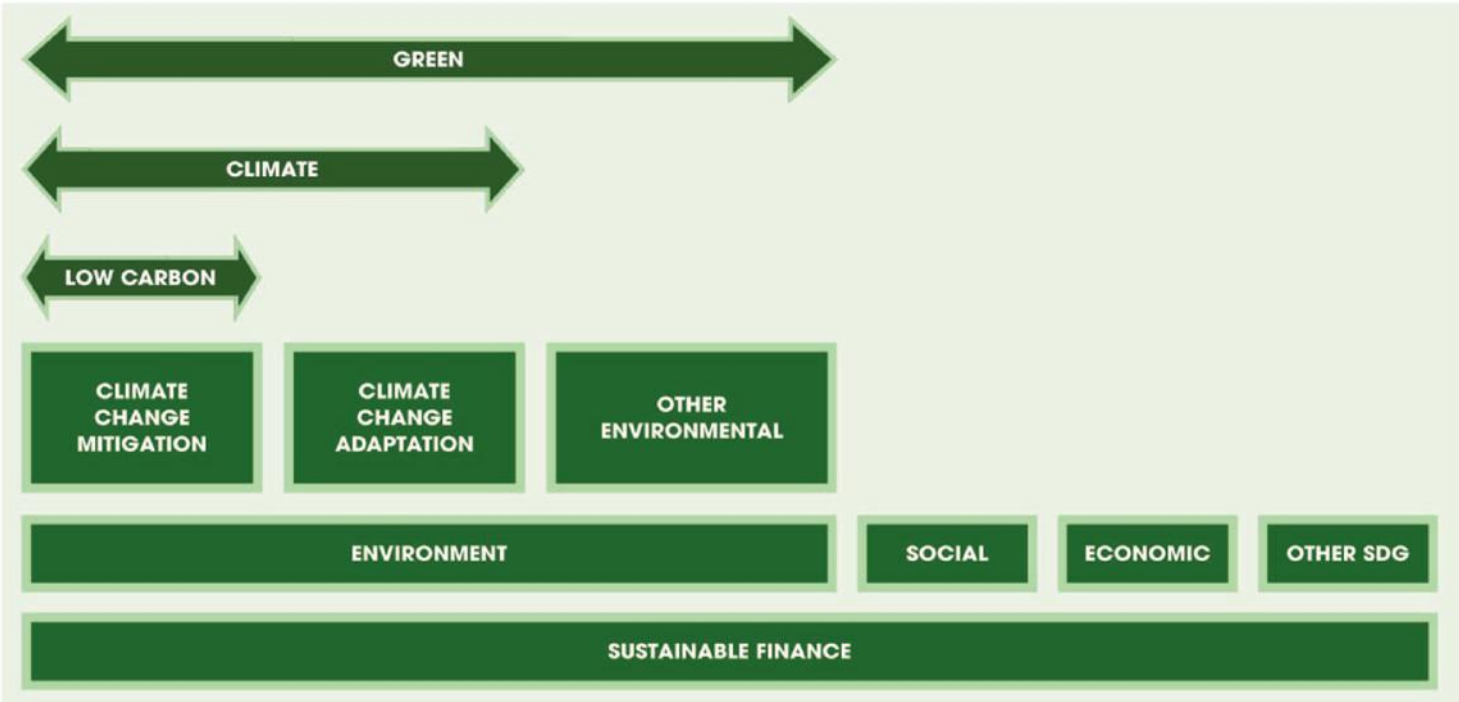 GREEN
CLIMATE
LOW CARBON
CLIMATE
CHANGE
MITIGATION
CLIMATE
CHANGE
ADAPTATION
OTHER
ENVIRONMENTAL
ENVIRONMENT
SOCIAL
ECONOMIC
OTHER SDG
SUSTAINABLE FINANCE